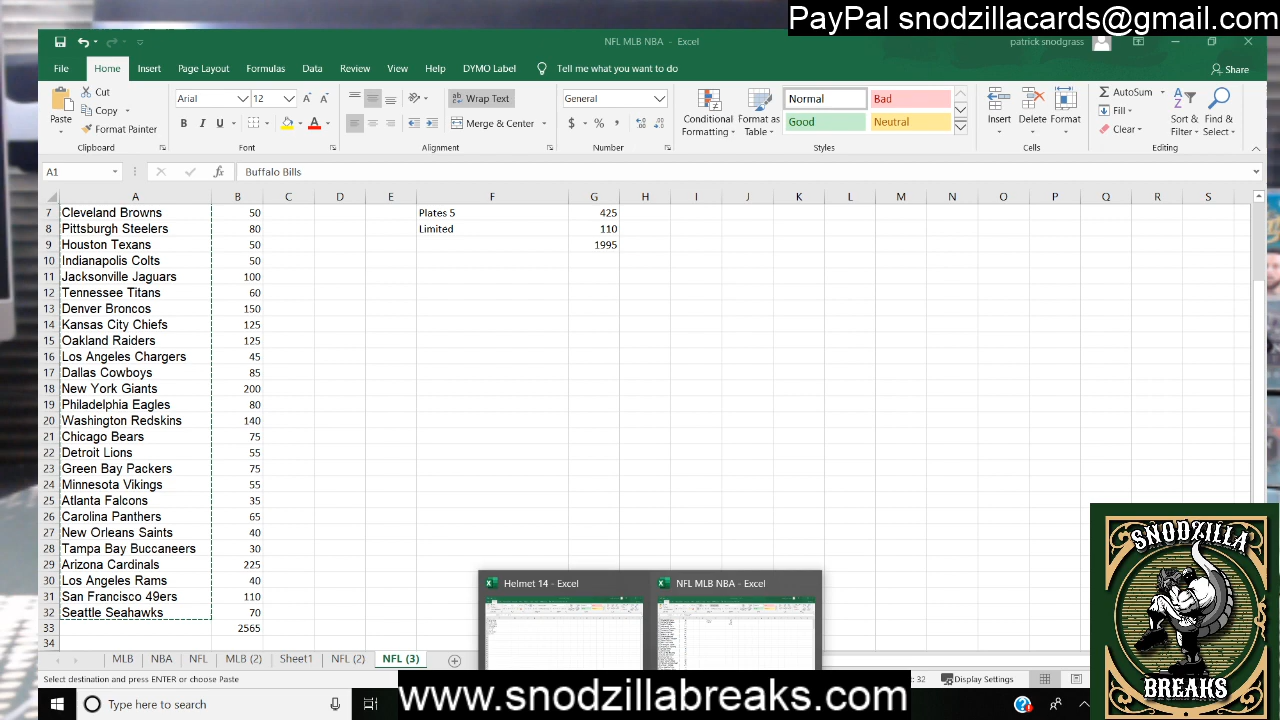 PayPal snodzillacards@gmail.com
NFL MLB NBA - Excel
patrick snodgrass
File Home Insert Page Layout Formulas Data Review View Help DYMO Label Tell me what you want to do Share
Paste
Cut
Copy
Format Painter
Clipboard
Arial 12
B I U
Font
Wrap Text
Merge & Center
Alignment
General
$ % ,
Number
Conditional Formatting
Format as Table
Normal Bad
Good Neutral
Styles
Insert Delete Format
Cells
AutoSum
Fill
Clear
Sort & Filter
Find & Select
Editing
A1 fx Buffalo Bills
A B C D E F G H I J K L M N O P Q R S
7 Cleveland Browns 50 Plates 5 425
8 Pittsburgh Steelers 80 Limited 110
9 Houston Texans 50 1995
10 Indianapolis Colts 50
11 Jacksonville Jaguars 100
12 Tennessee Titans 60
13 Denver Broncos 150
14 Kansas City Chiefs 125
15 Oakland Raiders 125
16 Los Angeles Chargers 45
17 Dallas Cowboys 85
18 New York Giants 200
19 Philadelphia Eagles 80
20 Washington Redskins 140
21 Chicago Bears 75
22 Detroit Lions 55
23 Green Bay Packers 75
24 Minnesota Vikings 55
25 Atlanta Falcons 35
26 Carolina Panthers 65
27 New Orleans Saints 40
28 Tampa Bay Buccaneers 30
29 Arizona Cardinals 225
30 Los Angeles Rams 40
31 San Francisco 49ers 110
32 Seattle Seahawks 70
33 2565
34
Helmet 14 - Excel
NFL MLB NBA - Excel
MLB NBA NFL MLB (2) Sheet1 NFL (2) NFL (3)
Select destination and press ENTER or choose Paste
: 32 Display Settings
Type here to search
www.snodzillabreaks.com
SNODZILLA
BREAKS